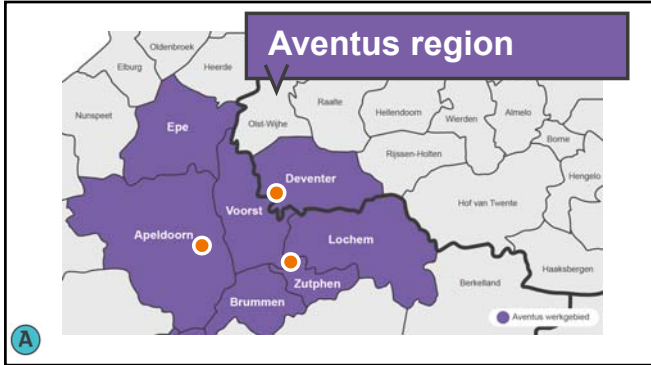 Aventus region
Oldenbroek
Elburg
Heerde
Nunspeet
Olst-Wijhe
Raalte
Hellendoorn
Wierden
Almelo
Borne
Epe
Rijssen-Holten
Hengelo
Deventer
Voorst
Hof van Twente
Apeldoorn
Lochem
Zutphen
Haaksbergen
Berkelland
Brummen
Aventus werkgebied
A